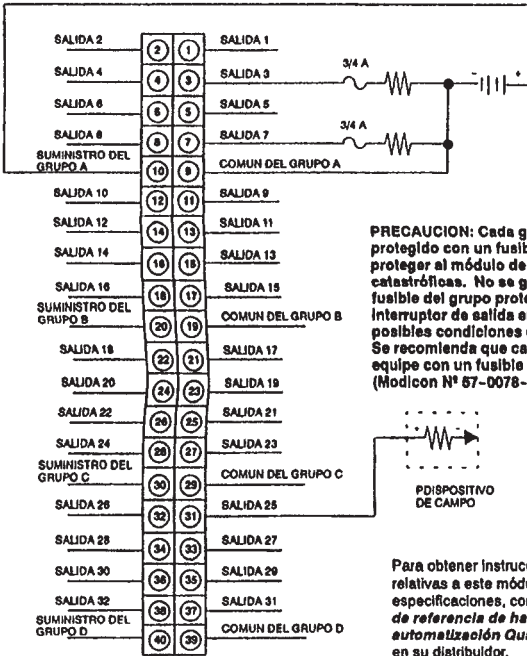 SALIDA 2
2
1
SALIDA 1
SALIDA 4
4
3
SALIDA 3
3/4 A
- +
SALIDA 6
6
5
SALIDA 5
SALIDA 8
8
7
SALIDA 7
3/4 A
SUMINISTRO DEL
GRUPO A
10
9
COMUN DEL GRUPO A
SALIDA 10
12
11
SALIDA 9
SALIDA 12
14
13
SALIDA 11
SALIDA 14
16
15
SALIDA 13
SALIDA 16
18
17
SALIDA 15
SUMINISTRO DEL
GRUPO B
20
19
COMUN DEL GRUPO B
SALIDA 18
22
21
SALIDA 17
SALIDA 20
24
23
SALIDA 19
SALIDA 22
26
25
SALIDA 21
SALIDA 24
28
27
SALIDA 23
SUMINISTRO DEL
GRUPO C
30
29
COMUN DEL GRUPO C
SALIDA 26
32
31
SALIDA 25
SALIDA 28
34
33
SALIDA 27
SALIDA 30
36
35
SALIDA 29
SALIDA 32
38
37
SALIDA 31
SUMINISTRO DEL
GRUPO D
40
39
COMUN DEL GRUPO D
PRECAUCION: Cada g
protegido con un fusib
proteger al módulo de
catastróficas. No se g
fusible del grupo prote
interruptor de salida e
posibles condiciones
Se recomienda que ca
equipe con un fusible
(Modicon Nº 57-0078-
+ -
PDISPOSITIVO
DE CAMPO
Para obtener instrucc
relativas a este módu
especificaciones, co
de referencia de ha
automatización Qua
en su distribuidor.